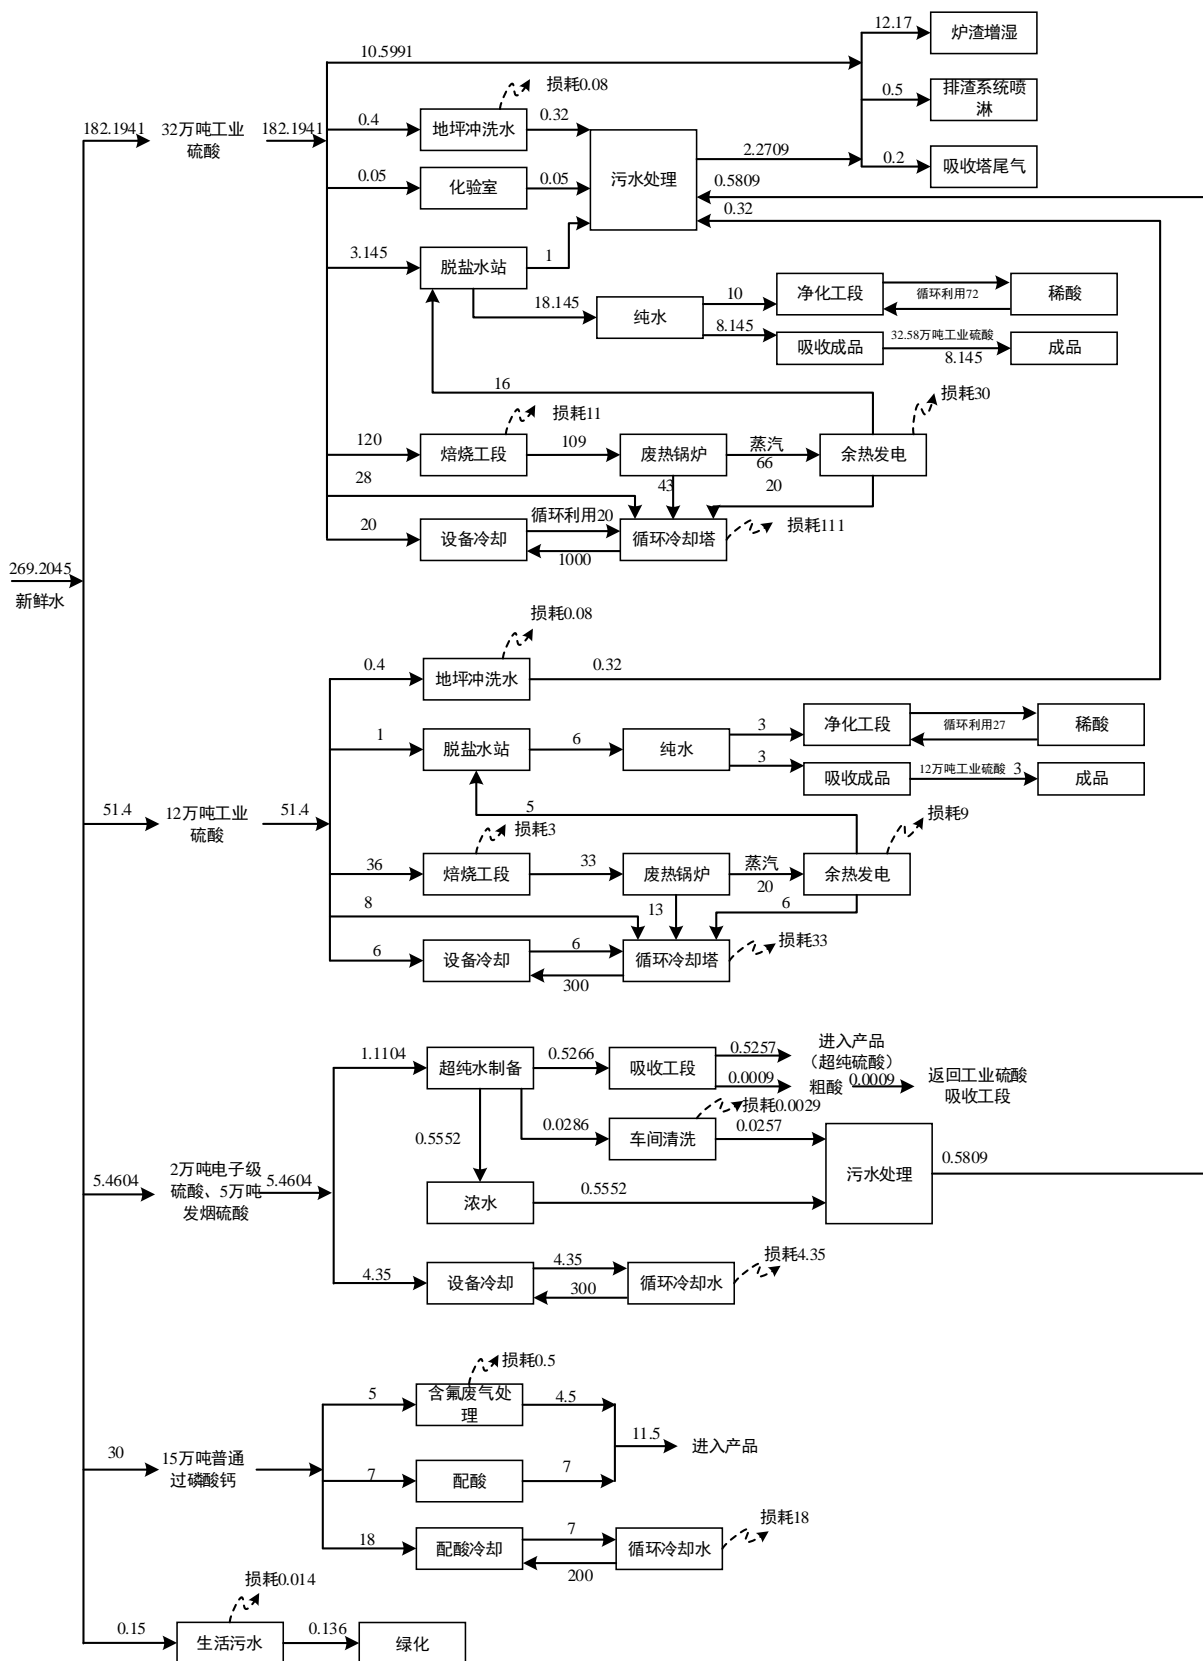 12.17
炉渣增湿
10.5991
损耗0.08
0.5
排渣系统喷
淋
0.4
地坪冲洗水
0.32
182.1941
32万吨工业
硫酸
182.1941
2.2709
0.2
吸收塔尾气
0.05
化验室
0.05
污水处理
0.5809
0.32
3.145
脱盐水站
1
18.145
纯水
10
净化工段
循环利用72
稀酸
8.145
吸收成品
32.58万吨工业硫酸
8.145
成品
16
损耗30
损耗11
120
焙烧工段
109
废热锅炉
蒸汽
66
余热发电
28
43
20
20
设备冷却
循环利用20
1000
循环冷却塔
损耗111
269.2045
新鲜水
损耗0.08
0.4
地坪冲洗水
0.32
1
脱盐水站
6
纯水
3
净化工段
循环利用27
稀酸
3
吸收成品
12万吨工业硫酸
3
成品
5
51.4
12万吨工业
硫酸
51.4
损耗3
损耗9
36
焙烧工段
33
废热锅炉
蒸汽
20
余热发电
8
13
6
6
设备冷却
6
300
循环冷却塔
损耗33
1.1104
超纯水制备
0.5266
吸收工段
0.5257
进入产品
（超纯硫酸）
0.0009
粗酸
0.0009
返回工业硫酸
吸收工段
损耗0.0029
0.5552
0.0286
车间清洗
0.0257
5.4604
2万吨电子级
硫酸、5万吨
发烟硫酸
5.4604
污水处理
0.5809
浓水
0.5552
4.35
设备冷却
4.35
300
循环冷却水
损耗4.35
损耗0.5
5
含氟废气处
理
4.5
30
15万吨普通
过磷酸钙
11.5
进入产品
7
配酸
7
18
配酸冷却
7
200
循环冷却水
损耗18
损耗0.014
0.15
生活污水
0.136
绿化